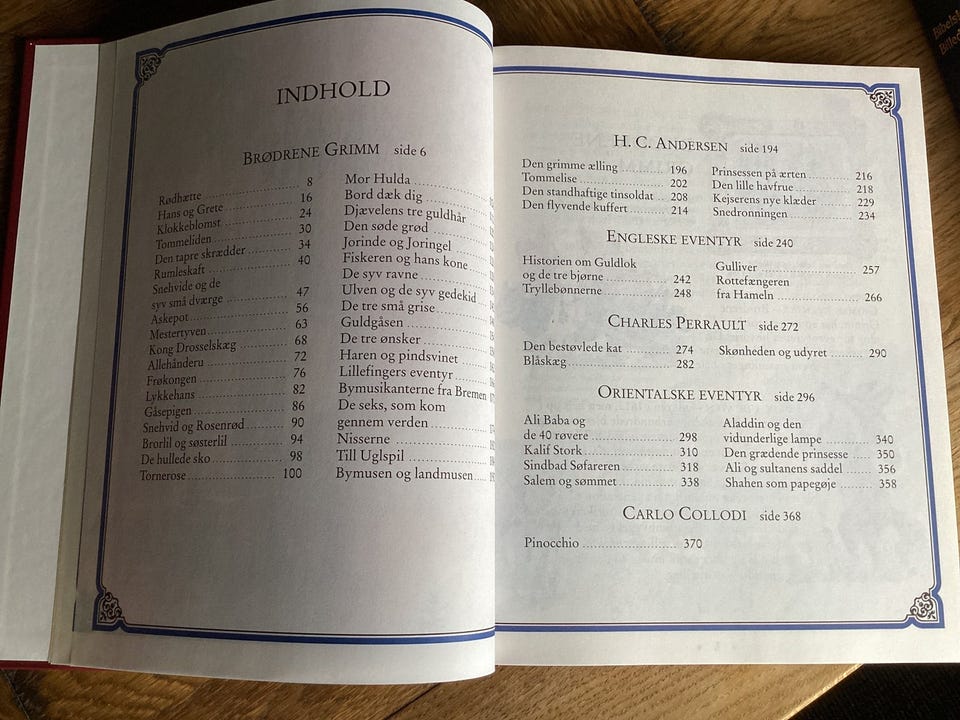 INDHOLD
BRØDRENE GRIMM side 6
Rødhætte 8
Hans og Grete 16
Klokkeblomst 24
Tommeliden 30
Den tapre skrædder 34
Rumleskaft 40
Snehvide og de
syv små dværge 47
Askepot 56
Mestertyven 63
Kong Drosselskæg 68
Allehånderu 72
Frøkongen 76
Lykkehans 82
Gåsepigen 86
Snehvid og Rosenrød 90
Brorlil og søsterlil 94
De hullede sko 98
Tornerose 100
Mor Hulda
Bord dæk dig
Djævelens tre guldhår
Den søde grød
Jorinde og Joringel
Fiskeren og hans kone
De syv ravne
Ulven og de syv gedekid
De tre små grise
Guldgåsen
De tre ønsker
Haren og pindsvinet
Lillefingers eventyr
Bymusikanterne fra Bremen
De seks, som kom
gennem verden
Nisserne
Till Uglspil
Bymusen og landmusen
H. C. ANDERSEN side 194
Den grimme ælling 196
Tommelise 202
Den standhaftige tinsoldat 208
Den flyvende kuffert 214
Prinsessen på ærten 216
Den lille havfrue 218
Kejserens nye klæder 229
Snedronningen 234
ENGLESKE EVENTYR side 240
Historien om Guldlok
og de tre bjørne 242
Tryllebønnerne 248
Gulliver 257
Rottefængeren
fra Hameln 266
CHARLES PERRAULT side 272
Den bestøvlede kat 274
Blåskæg 282
Skønheden og udyret 290
ORIENTALSKE EVENTYR side 296
Ali Baba og
de 40 røvere 298
Kalif Stork 310
Sindbad Søfareren 318
Salem og sømmet 338
Aladdin og den
vidunderlige lampe 340
Den grædende prinsesse 350
Ali og sultanens saddel 356
Shahen som papegøje 358
CARLO COLLODI side 368
Pinocchio 370